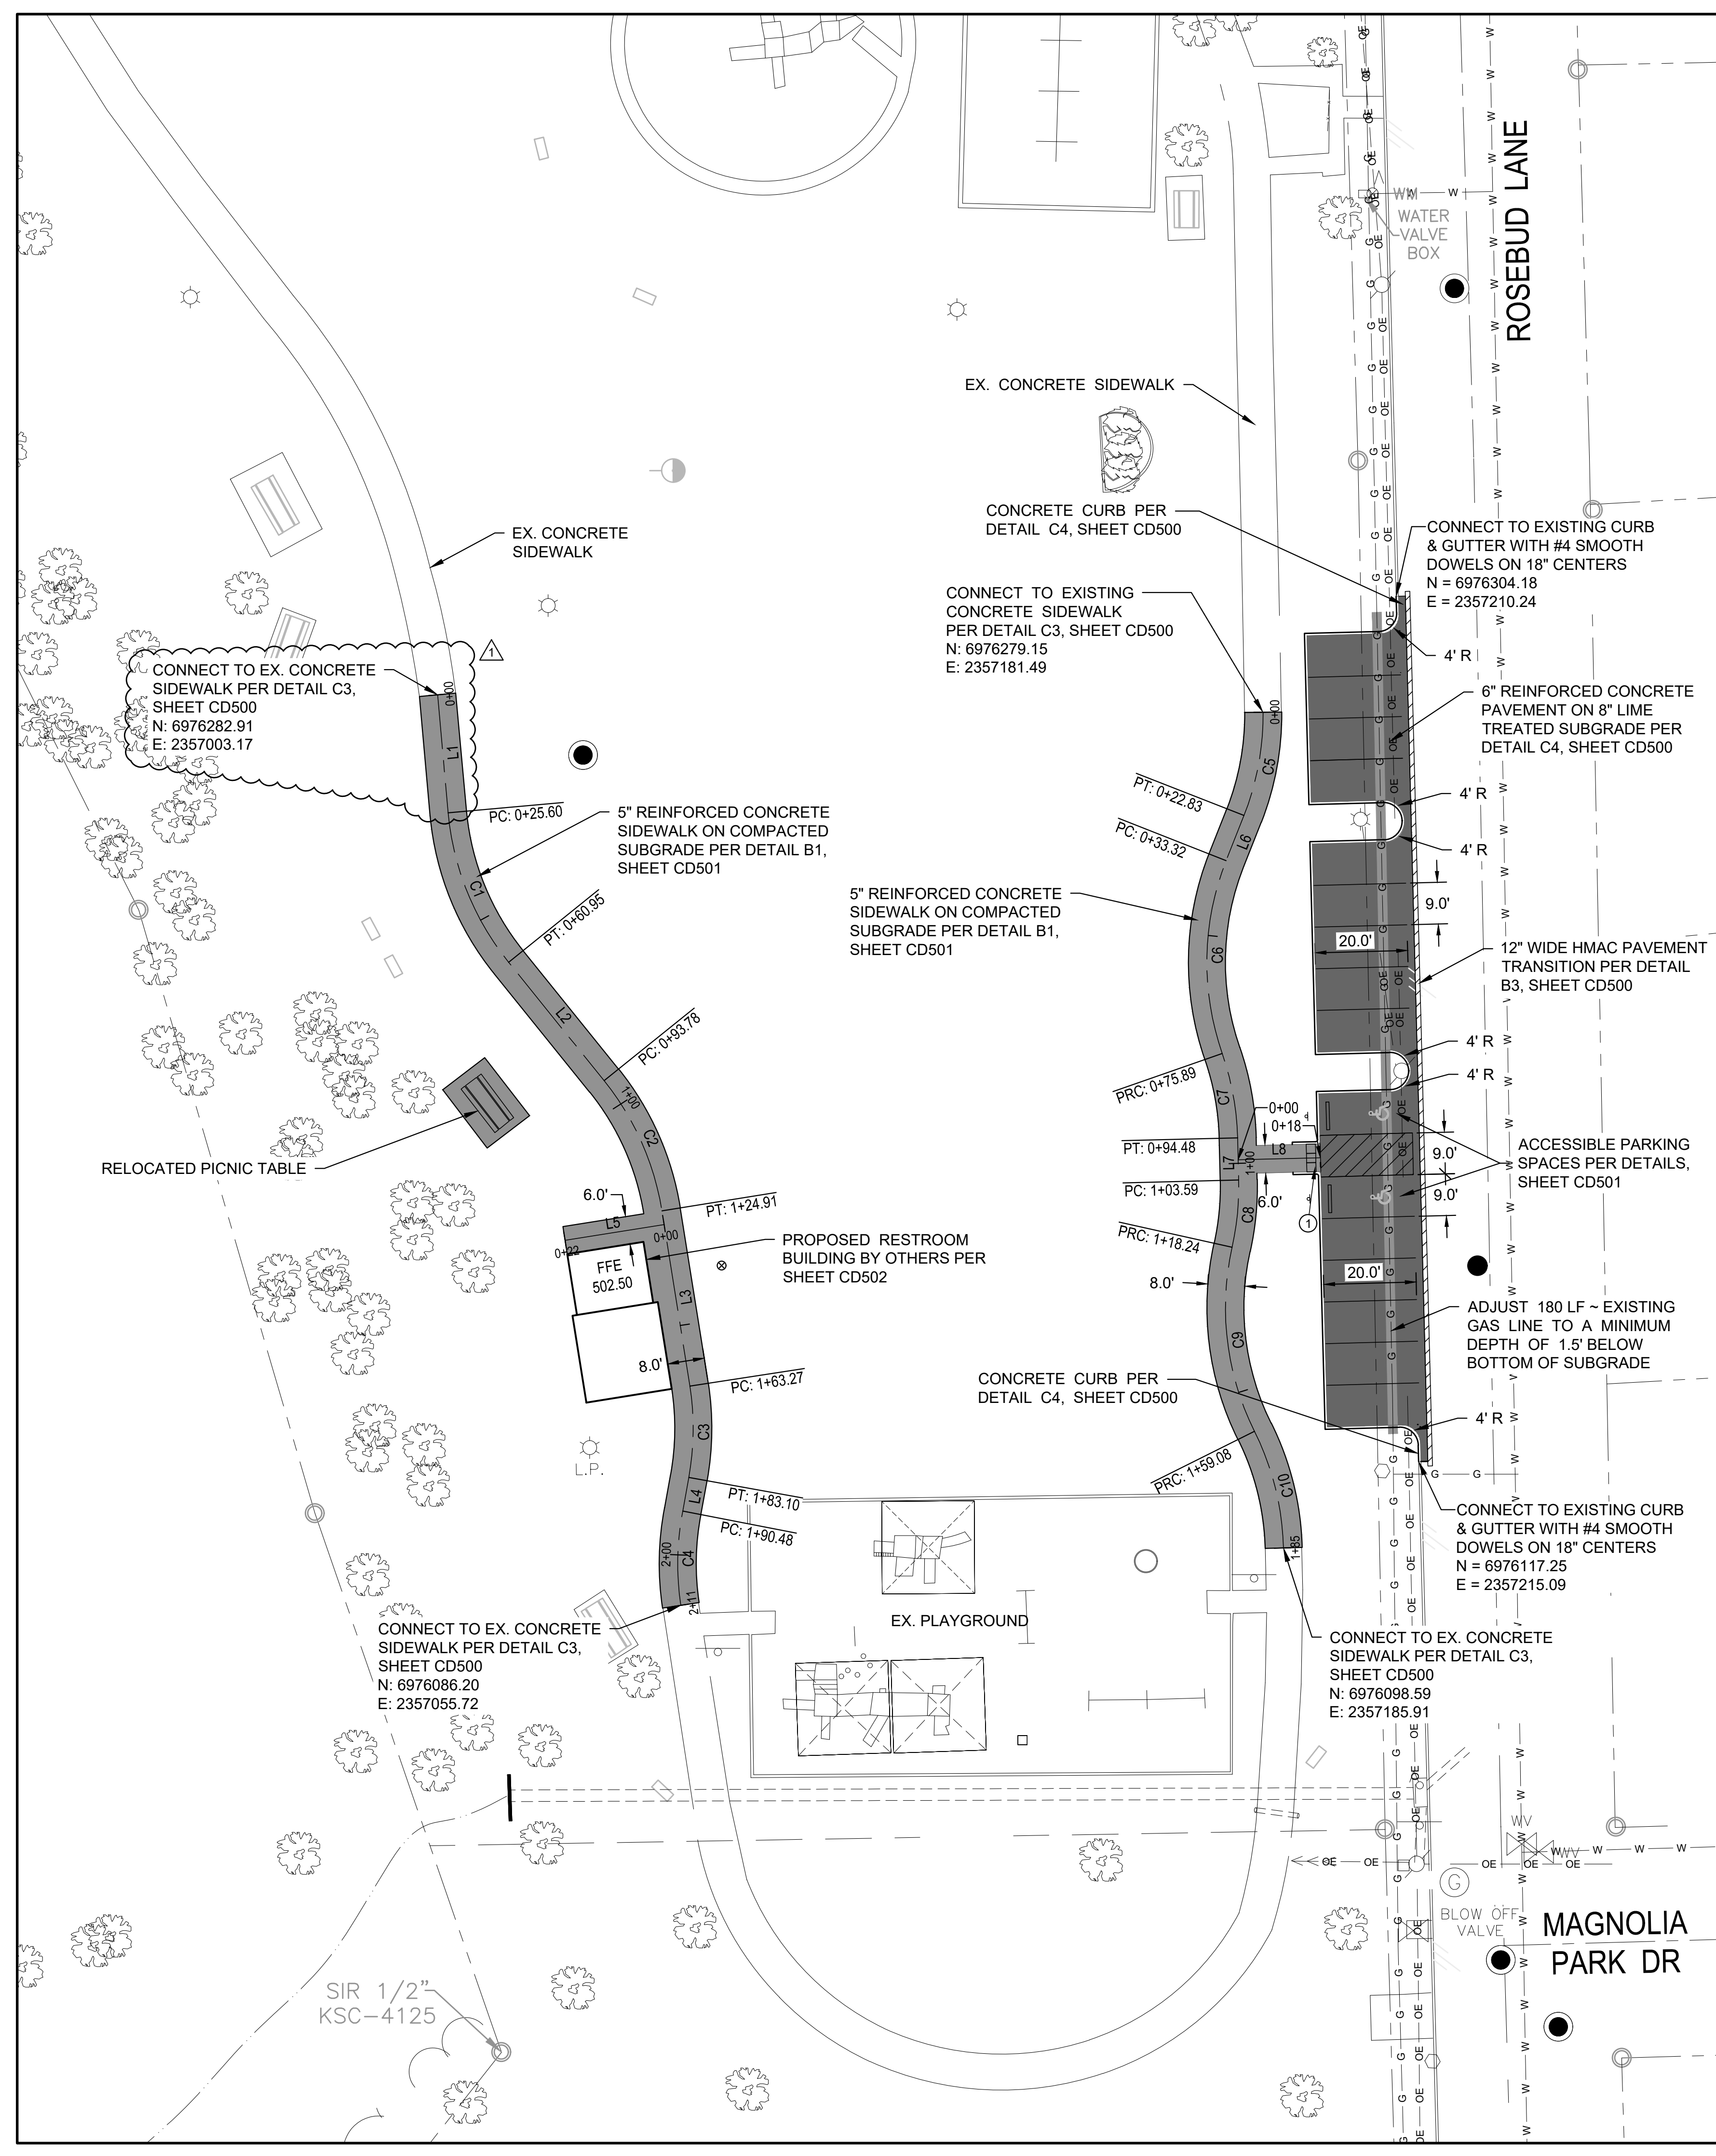 ROSEBUD LANE
WM
WATER
VALVE
BOX
EX. CONCRETE SIDEWALK
CONCRETE CURB PER
DETAIL C4, SHEET CD500
CONNECT TO EXISTING CURB
& GUTTER WITH #4 SMOOTH
DOWELS ON 18" CENTERS
N = 6976304.18
E = 2357210.24
EX. CONCRETE
SIDEWALK
CONNECT TO EXISTING
CONCRETE SIDEWALK
PER DETAIL C3, SHEET CD500
N: 6976279.15
E: 2357181.49
1
CONNECT TO EX. CONCRETE
SIDEWALK PER DETAIL C3,
SHEET CD500
N: 6976282.91
E: 2357003.17
0+00
L1
PC: 0+25.60
5" REINFORCED CONCRETE
SIDEWALK ON COMPACTED
SUBGRADE PER DETAIL B1,
SHEET CD501
C1
PT: 0+60.95
L2
PC: 0+93.78
1+00
C2
PT: 1+24.91
4' R
6" REINFORCED CONCRETE
PAVEMENT ON 8" LIME
TREATED SUBGRADE PER
DETAIL C4, SHEET CD500
0+00
C5
PT: 0+22.83
L6
PC: 0+33.32
4' R
4' R
5" REINFORCED CONCRETE
SIDEWALK ON COMPACTED
SUBGRADE PER DETAIL B1,
SHEET CD501
C6
9.0'
20.0'
12" WIDE HMAC PAVEMENT
TRANSITION PER DETAIL
B3, SHEET CD500
PRC: 0+75.89
C7
4' R
4' R
0+00
0+18
PT: 0+94.48
L7
1+00
L8
PC: 1+03.59
6.0'
C8
1
9.0'
9.0'
ACCESSIBLE PARKING
SPACES PER DETAILS,
SHEET CD501
RELOCATED PICNIC TABLE
6.0'
L5
0+22
0+00
FFE
502.50
PROPOSED RESTROOM
BUILDING BY OTHERS PER
SHEET CD502
L3
8.0'
PC: 1+63.27
C3
PRC: 1+18.24
8.0'
C9
20.0'
ADJUST 180 LF ~ EXISTING
GAS LINE TO A MINIMUM
DEPTH OF 1.5' BELOW
BOTTOM OF SUBGRADE
CONCRETE CURB PER
DETAIL C4, SHEET CD500
4' R
L.P.
PT: 1+83.10
L4
PC: 1+90.48
2+00
C4
2+11
PRC: 1+59.08
C10
1+85
CONNECT TO EXISTING CURB
& GUTTER WITH #4 SMOOTH
DOWELS ON 18" CENTERS
N = 6976117.25
E = 2357215.09
EX. PLAYGROUND
CONNECT TO EX. CONCRETE
SIDEWALK PER DETAIL C3,
SHEET CD500
N: 6976086.20
E: 2357055.72
CONNECT TO EX. CONCRETE
SIDEWALK PER DETAIL C3,
SHEET CD500
N: 6976098.59
E: 2357185.91
WV
WV
G
BLOW OFF
VALVE
MAGNOLIA
PARK DR
SIR 1/2"
KSC-4125